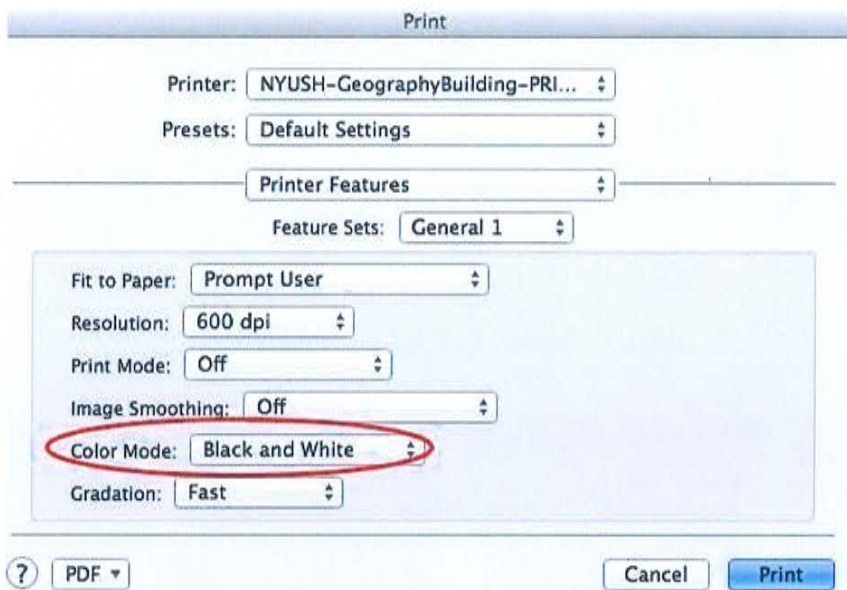 Print
Printer: NYUSH-GeographyBuilding-PRI...
Presets: Default Settings
Printer Features
Feature Sets: General 1
Fit to Paper: Prompt User
Resolution: 600 dpi
Print Mode: Off
Image Smoothing: Off
Color Mode: Black and White
Gradation: Fast
? PDF Cancel Print